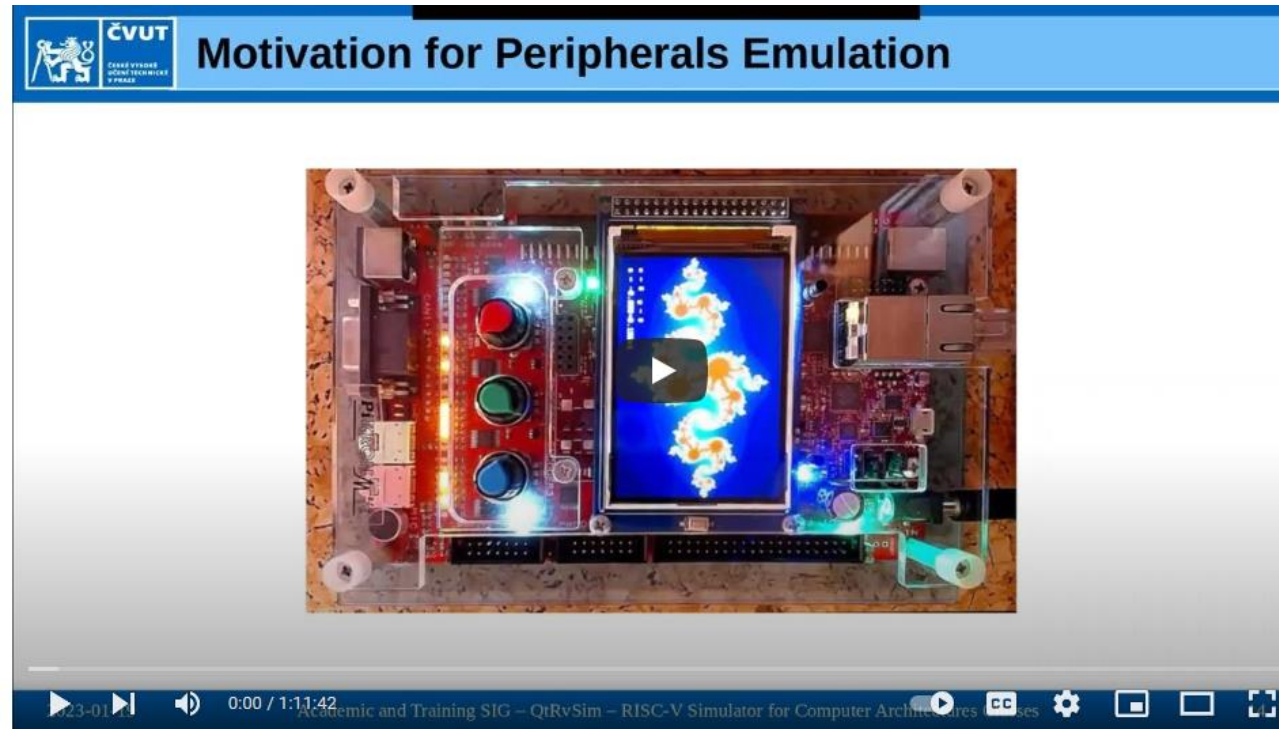 ČVUT
ČESKÉ VYSOKÉ
UČENÍ TECHNICKÉ
V PRAZE
Motivation for Peripherals Emulation
0:00 / 1:11:42
CC
Academic and Training SIG – QtRvSim – RISC-V Simulator for Computer Architectures